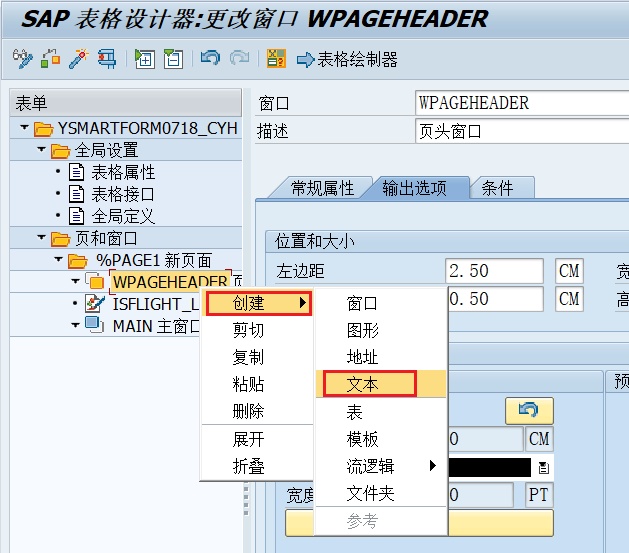 SAP 表格设计器:更改窗口 WPAGEHEADER
表格绘制器
表单
YSMARTFORM0718_CYH
全局设置
表格属性
表格接口
全局定义
页和窗口
%PAGE1 新页面
WPAGEHEADER 页
ISFLIGHT_L
MAIN 主窗口
窗口 WPAGEHEADER
描述 页头窗口
常规属性 输出选项 条件
位置和大小
左边距 2.50 CM 宽
0.50 CM 高
创建
剪切
复制
粘贴
删除
展开
折叠
窗口
图形
地址
文本
表
模板
流逻辑
文件夹
参考
预
0 CM
宽度 0 PT